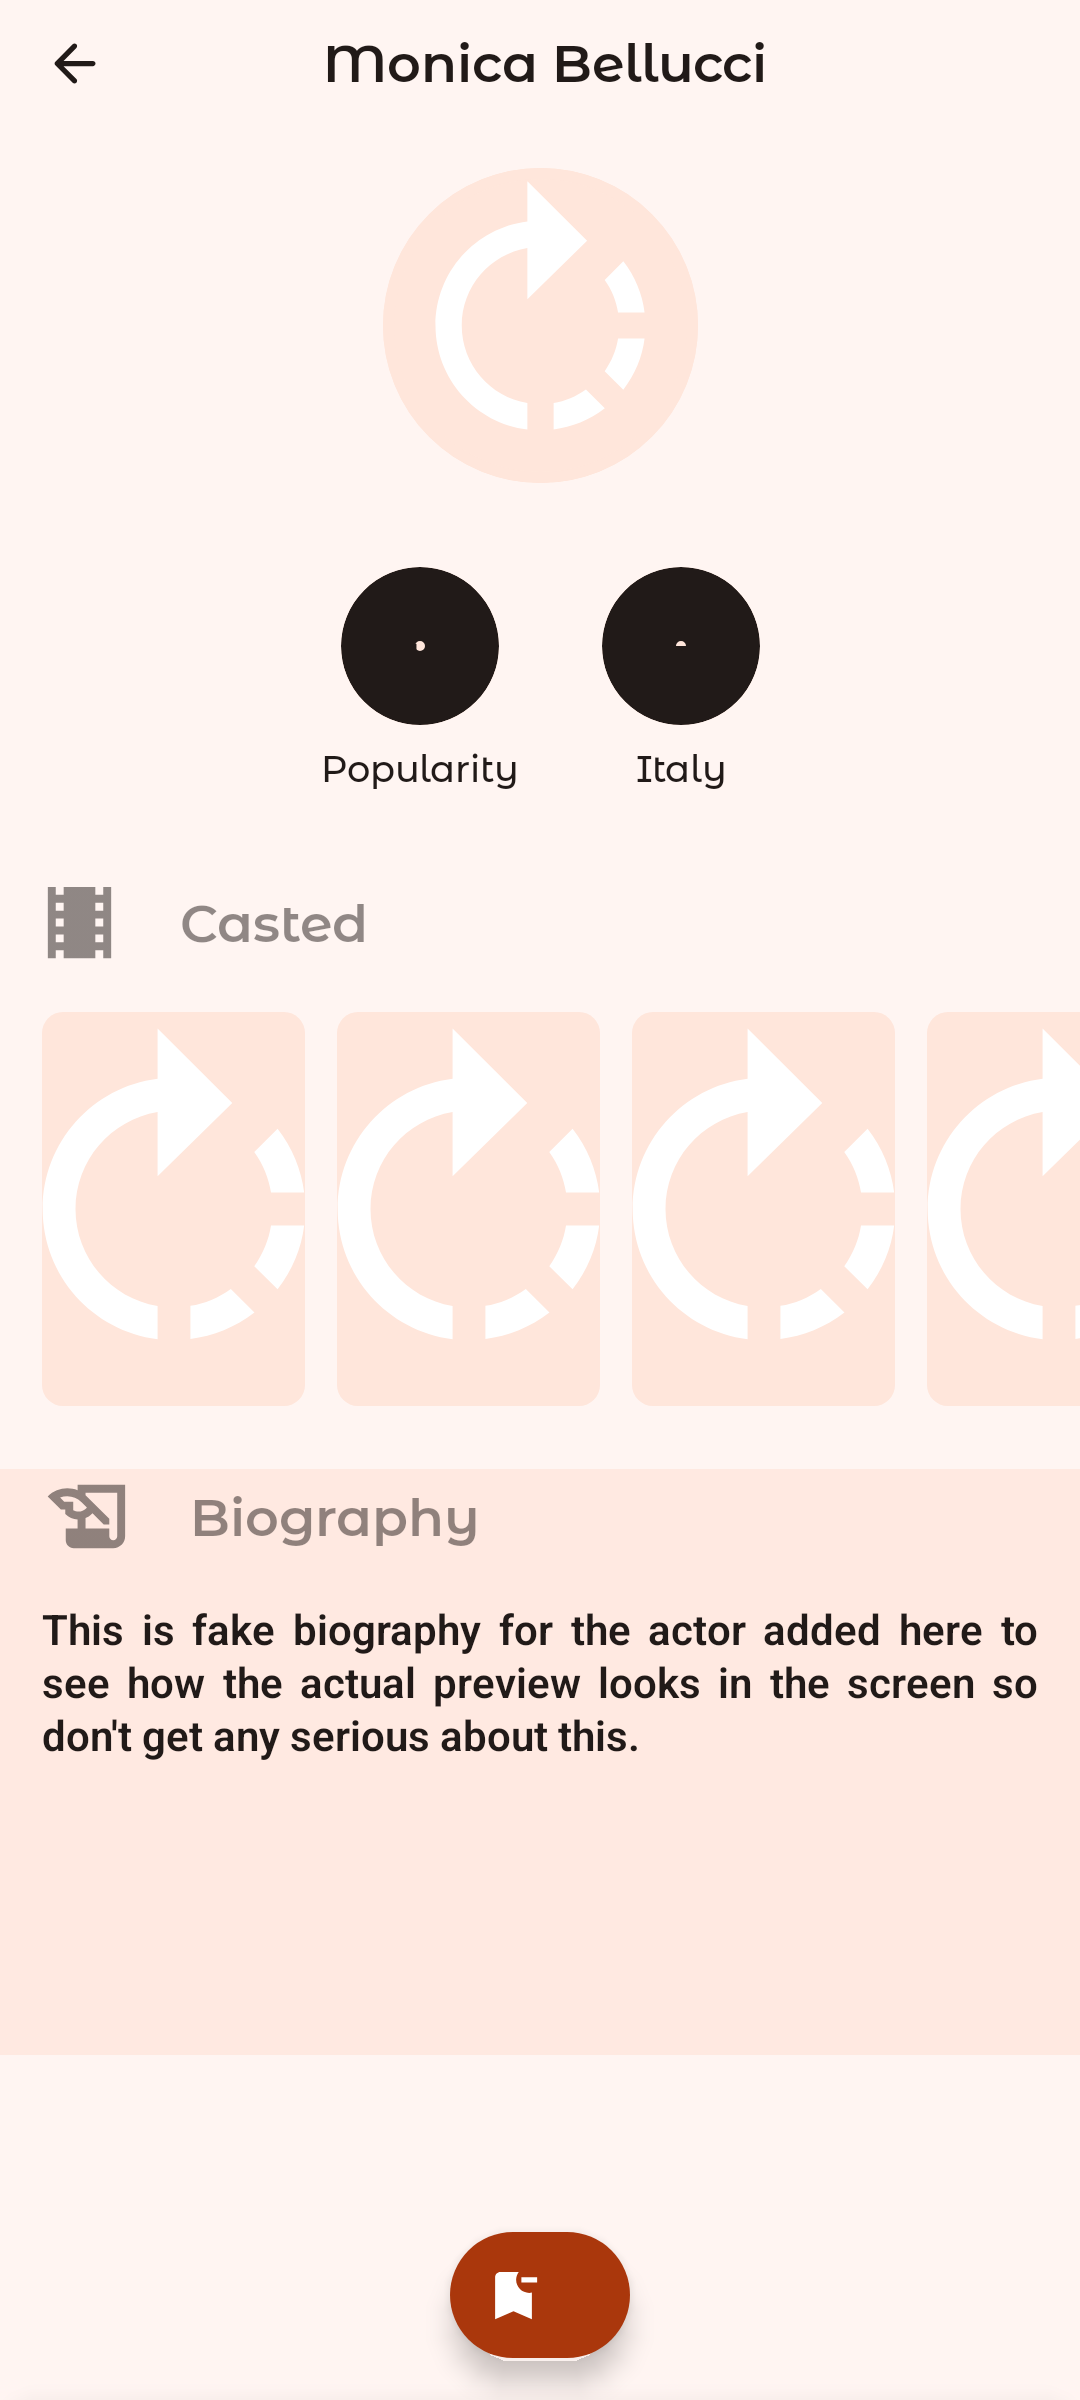 Monica Bellucci
Popularity
Italy
Casted
Biography
This is fake biography for the actor added here to
see how the actual preview looks in the screen so
don't get any serious about this.